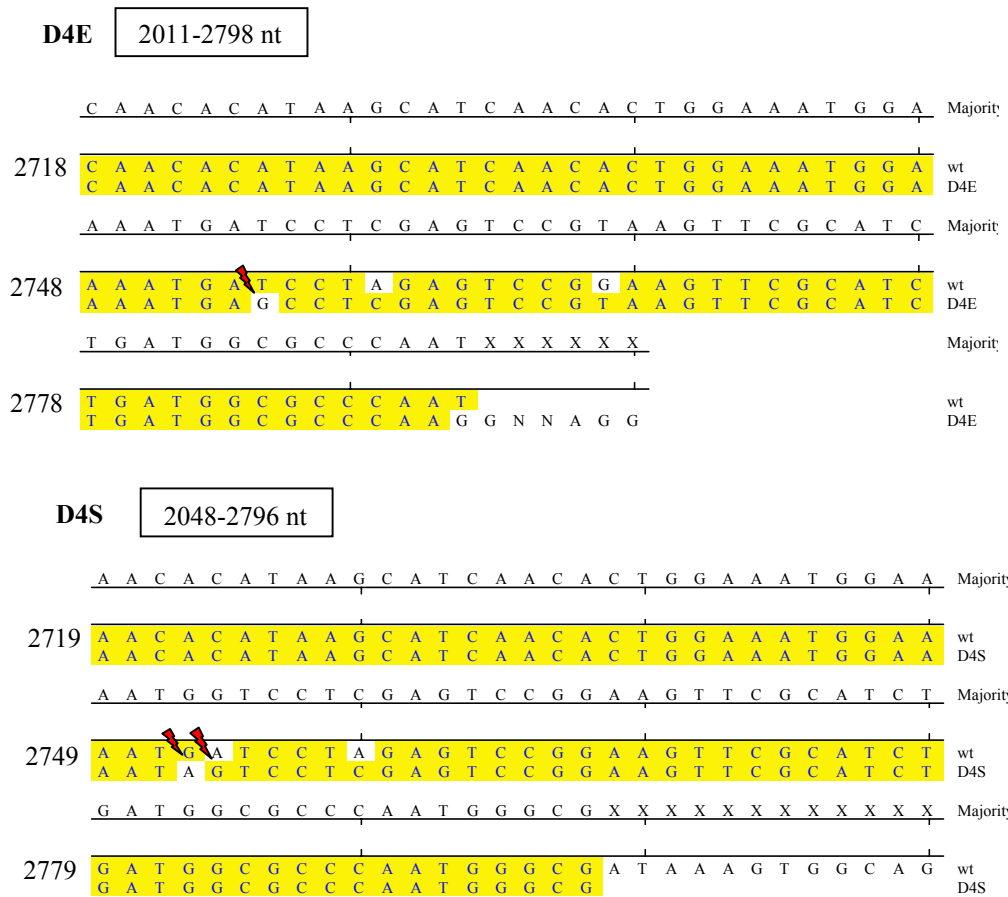 D4E 2011-2798 nt
C A A C A C A T A A G C A T C A A C A C T G G A A A T G G A Majority
2718 C A A C A C A T A A G C A T C A A C A C T G G A A A T G G A wt
C A A C A C A T A A G C A T C A A C A C T G G A A A T G G A D4E
A A A T G A T C C T C G A G T C C G T A A G T T C G C A T C Majority
2748 A A A T G A T C C T A G A G T C C G G A A G T T C G C A T C wt
A A A T G A G C C T C G A G T C C G T A A G T T C G C A T C D4E
T G A T G G C G C C C A A T X X X X X X Majority
2778 T G A T G G C G C C C A A T wt
T G A T G G C G C C C A A G G N N A G G D4E
D4S 2048-2796 nt
A A C A C A T A A G C A T C A A C A C T G G A A A T G G A A Majority
2719 A A C A C A T A A G C A T C A A C A C T G G A A A T G G A A wt
A A C A C A T A A G C A T C A A C A C T G G A A A T G G A A D4S
A A T G G T C C T C G A G T C C G G A A G T T C G C A T C T Majority
2749 A A T G A T C C T A G A G T C C G G A A G T T C G C A T C T wt
A A T A G T C C T C G A G T C C G G A A G T T C G C A T C T D4S
G A T G G C G C C C A A T G G G C G X X X X X X X X X X X X Majority
2779 G A T G G C G C C C A A T G G G C G A T A A A G T G G C A G wt
G A T G G C G C C C A A T G G G C G D4S